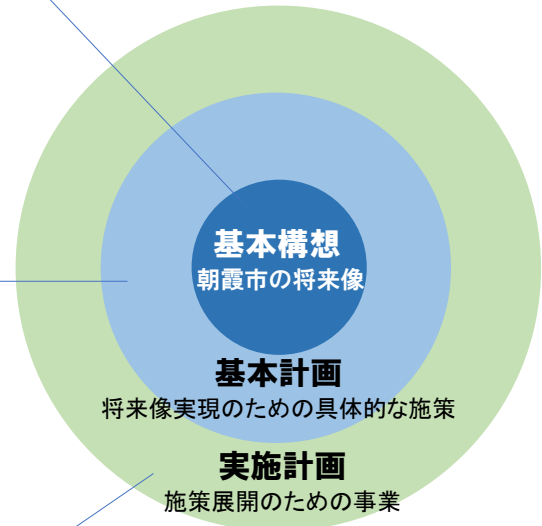 基本構想
朝霞市の将来像
基本計画
将来像実現のための具体的な施策
実施計画
施策展開のための事業